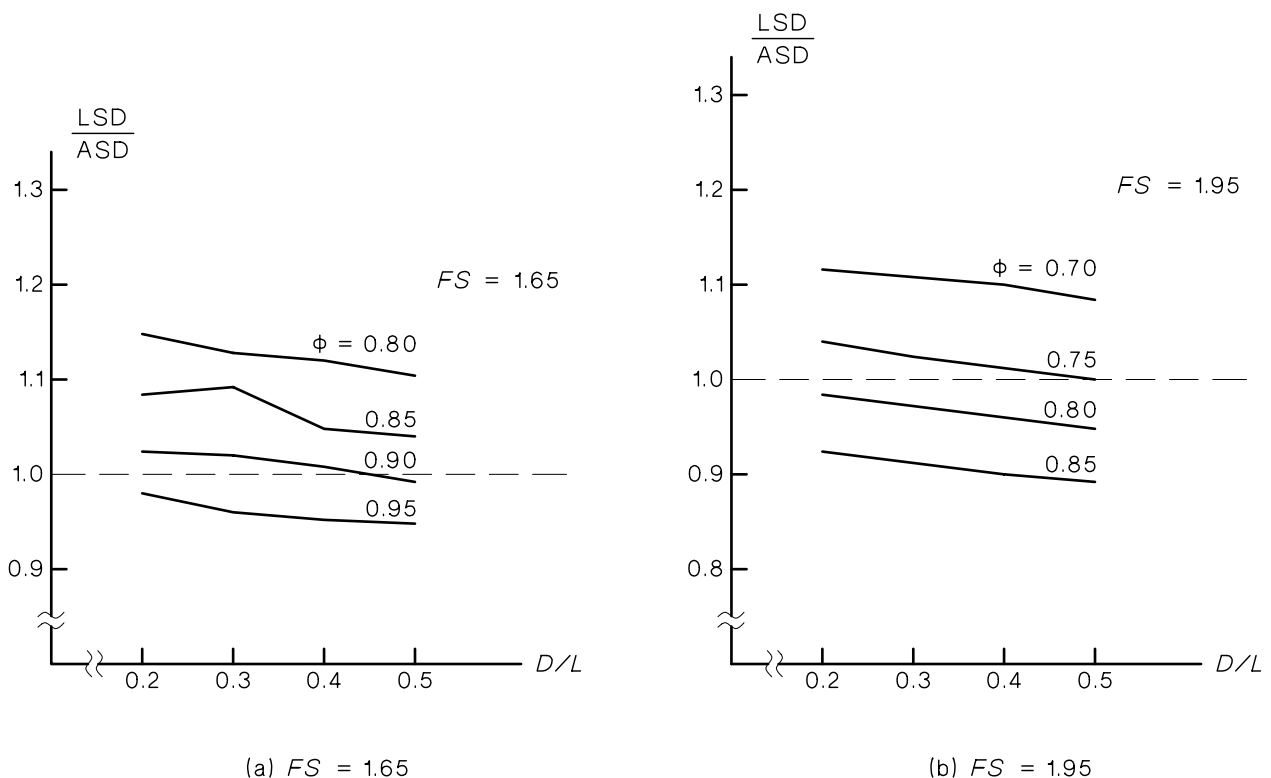 LSD
ASD
1.3
1.2
1.1
1.0
0.9
FS = 1.65
ϕ = 0.80
0.85
0.90
0.95
0.2 0.3 0.4 0.5
D/L
(a) FS = 1.65
LSD
ASD
1.3
1.2
1.1
1.0
0.9
0.8
FS = 1.95
ϕ = 0.70
0.75
0.80
0.85
0.2 0.3 0.4 0.5
D/L
(b) FS = 1.95